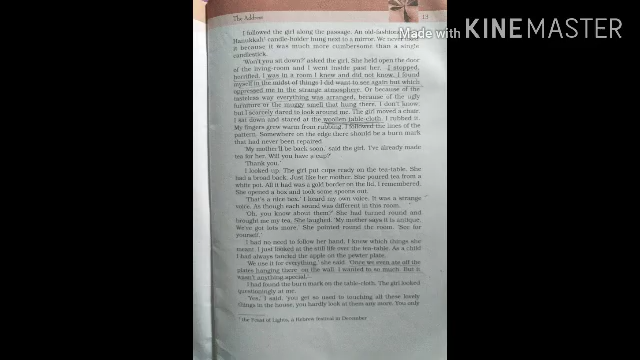 The Address
13
Made with KINEMASTER
I followed the girl along the passage. An old-fashioned
Hanukkah¹ candle-holder hung next to a mirror. We never used
it because it was much more cumbersome than a single
candlestick.
'Won't you sit down?' asked the girl. She held open the door
of the living-room and I went inside past her. I stopped,
horrified. I was in a room I knew and did not know. I found
myself in the midst of things I did want to see again but which
oppressed me in the strange atmosphere. Or because of the
tasteless way everything was arranged, because of the ugly
furniture or the muggy smell that hung there, I don't know;
but I scarcely dared to look around me. The girl moved a chair.
I sat down and stared at the woollen table-cloth. I rubbed it.
My fingers grew warm from rubbing. I followed the lines of the
pattern. Somewhere on the edge there should be a burn mark
that had never been repaired.
'My mother'll be back soon,' said the girl. 'I've already made
tea for her. Will you have a cup?'
'Thank you.'
I looked up. The girl put cups ready on the tea-table. She
had a broad back. Just like her mother. She poured tea from a
white pot. All it had was a gold border on the lid, I remembered.
She opened a box and took some spoons out.
'That's a nice box.' I heard my own voice. It was a strange
voice. As though each sound was different in this room.
'Oh, you know about them?' She had turned round and
brought me my tea. She laughed. 'My mother says it is antique.
We've got lots more.' She pointed round the room. 'See for
yourself.'
I had no need to follow her hand. I knew which things she
meant. I just looked at the still life over the tea-table. As a child
I had always fancied the apple on the pewter plate.
'We use it for everything,' she said. 'Once we even ate off the
plates hanging there on the wall. I wanted to so much. But it
wasn't anything special.'
I had found the burn mark on the table-cloth. The girl looked
questioningly at me.
'Yes,' I said, 'you get so used to touching all these lovely
things in the house, you hardly look at them any more. You only
¹ the Feast of Lights, a Hebrew festival in December